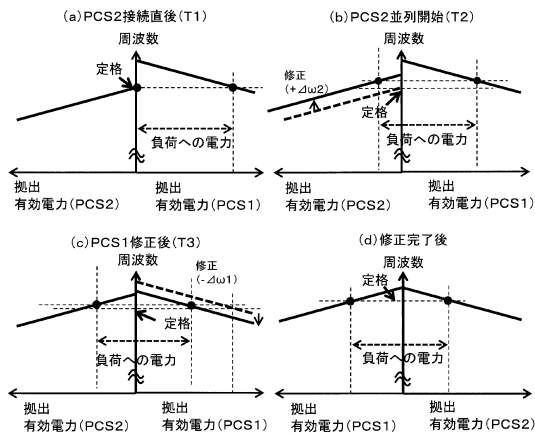 (a)PCS2接続直後(T1)
周波数
定格
負荷への電力
拠出
有効電力(PCS2)
拠出
有効電力(PCS1)
(b)PCS2並列開始(T2)
周波数
修正
(+⊿ω2)
定格
負荷への電力
拠出
有効電力(PCS2)
拠出
有効電力(PCS1)
(c)PCS1修正後(T3)
周波数
修正
(-⊿ω1)
定格
負荷への電力
拠出
有効電力(PCS2)
拠出
有効電力(PCS1)
(d)修正完了後
周波数
定格
負荷への電力
拠出
有効電力(PCS1)
拠出
有効電力(PCS2)